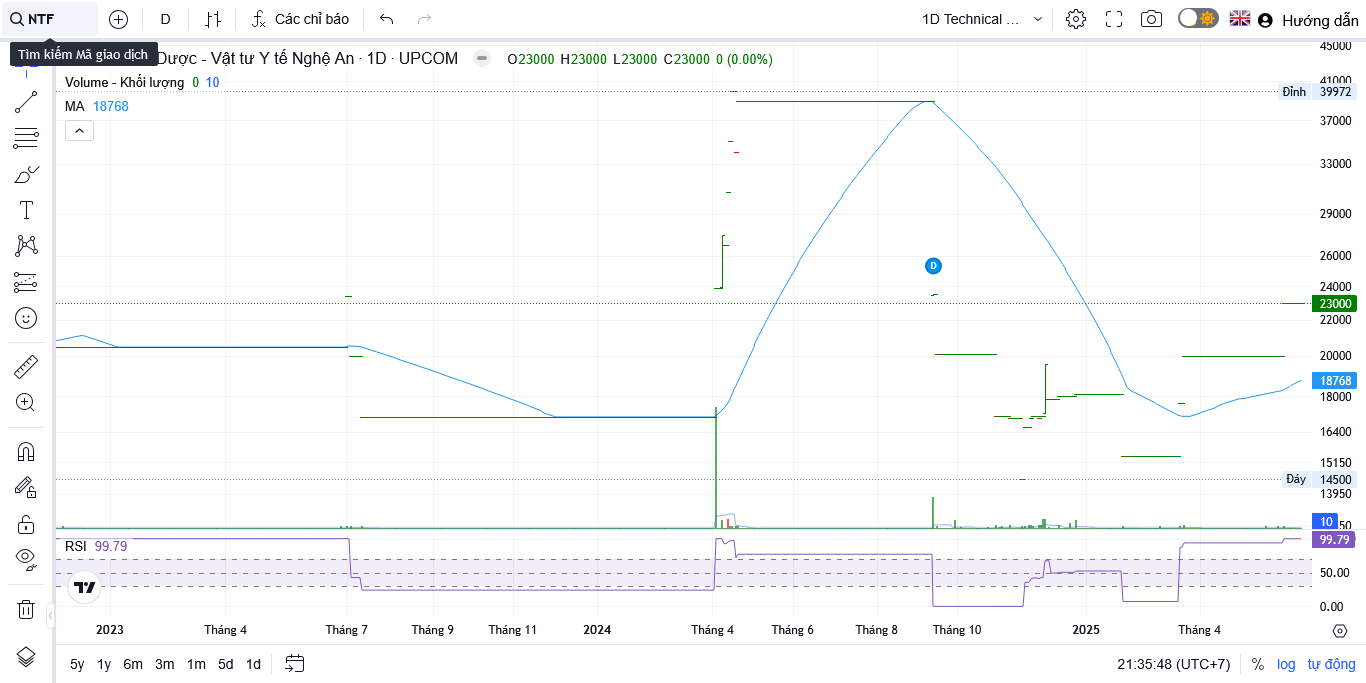 NTF D Các chỉ báo 1D Technical ... Hướng dẫn
Tìm kiếm Mã giao dịch
Dược - Vật tư Y tế Nghệ An · 1D · UPCOM O23000 H23000 L23000 C23000 0 (0.00%)
Volume - Khối lượng 0 10
MA 18768
45000
41000
Đỉnh 39972
37000
33000
29000
26000
24000
23000
22000
20000
18768
18000
16400
15150
Đáy 14500
13950
10
50
D
RSI 99.79
99.79
50.00
0.00
2023 Tháng 4 Tháng 7 Tháng 9 Tháng 11 2024 Tháng 4 Tháng 6 Tháng 8 Tháng 10 2025 Tháng 4
5y 1y 6m 3m 1m 5d 1d 21:35:48 (UTC+7) % log tự động